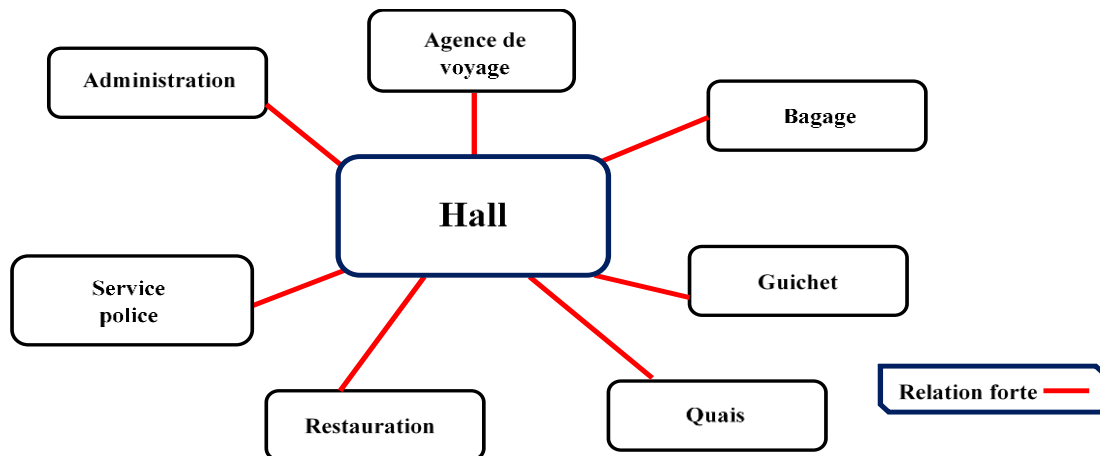 Agence de
voyage
Administration
Bagage
Hall
Service
police
Guichet
Restauration
Quais
Relation forte